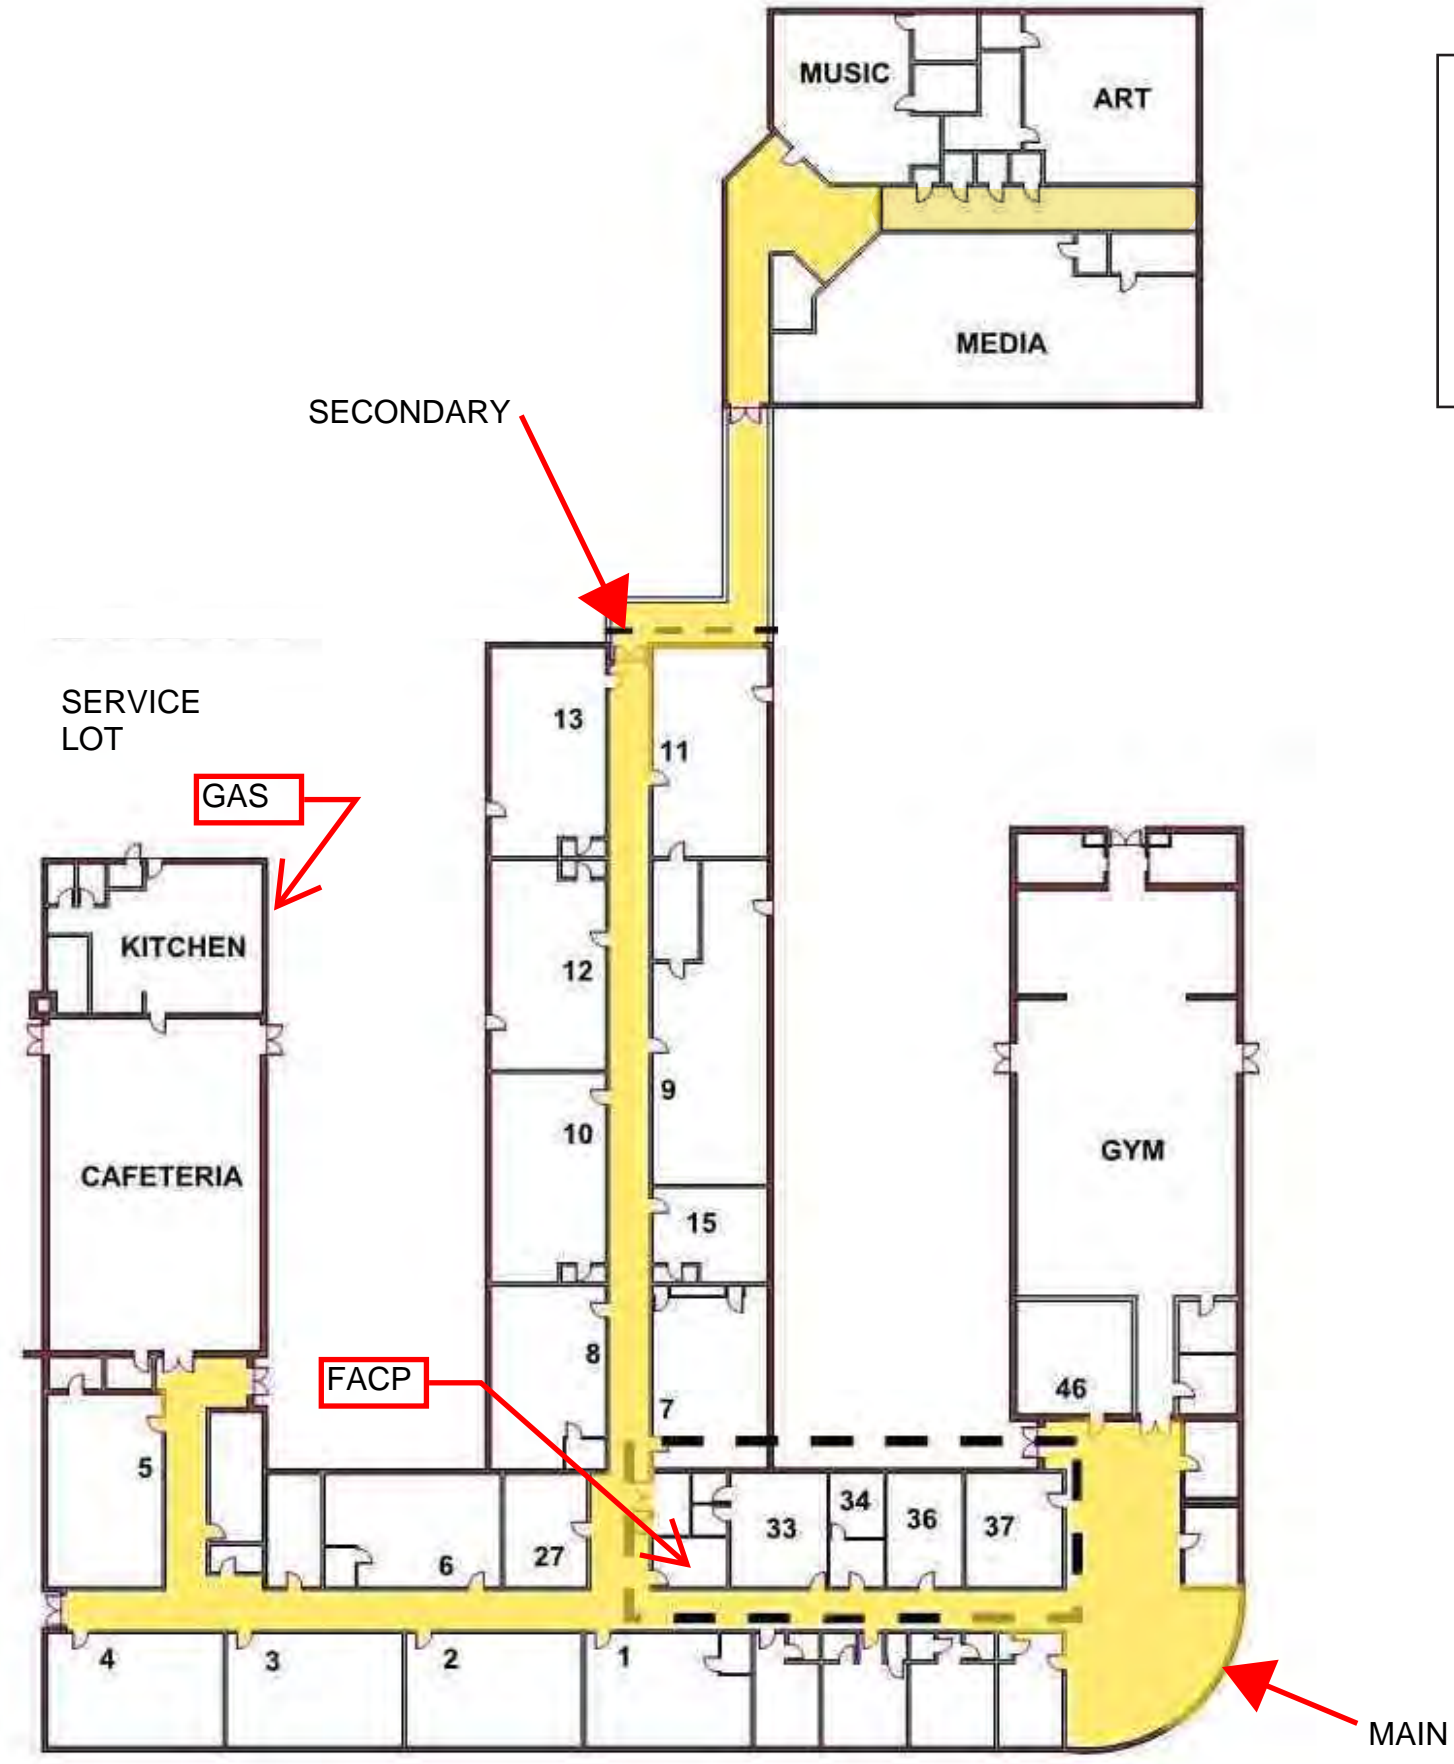 MUSIC
ART
MEDIA
SECONDARY
SERVICE
LOT
13
11
GAS
KITCHEN
12
9
10
CAFETERIA
GYM
15
8
FACP
46
7
5
34
33
36
37
6
27
4
3
2
1
MAIN